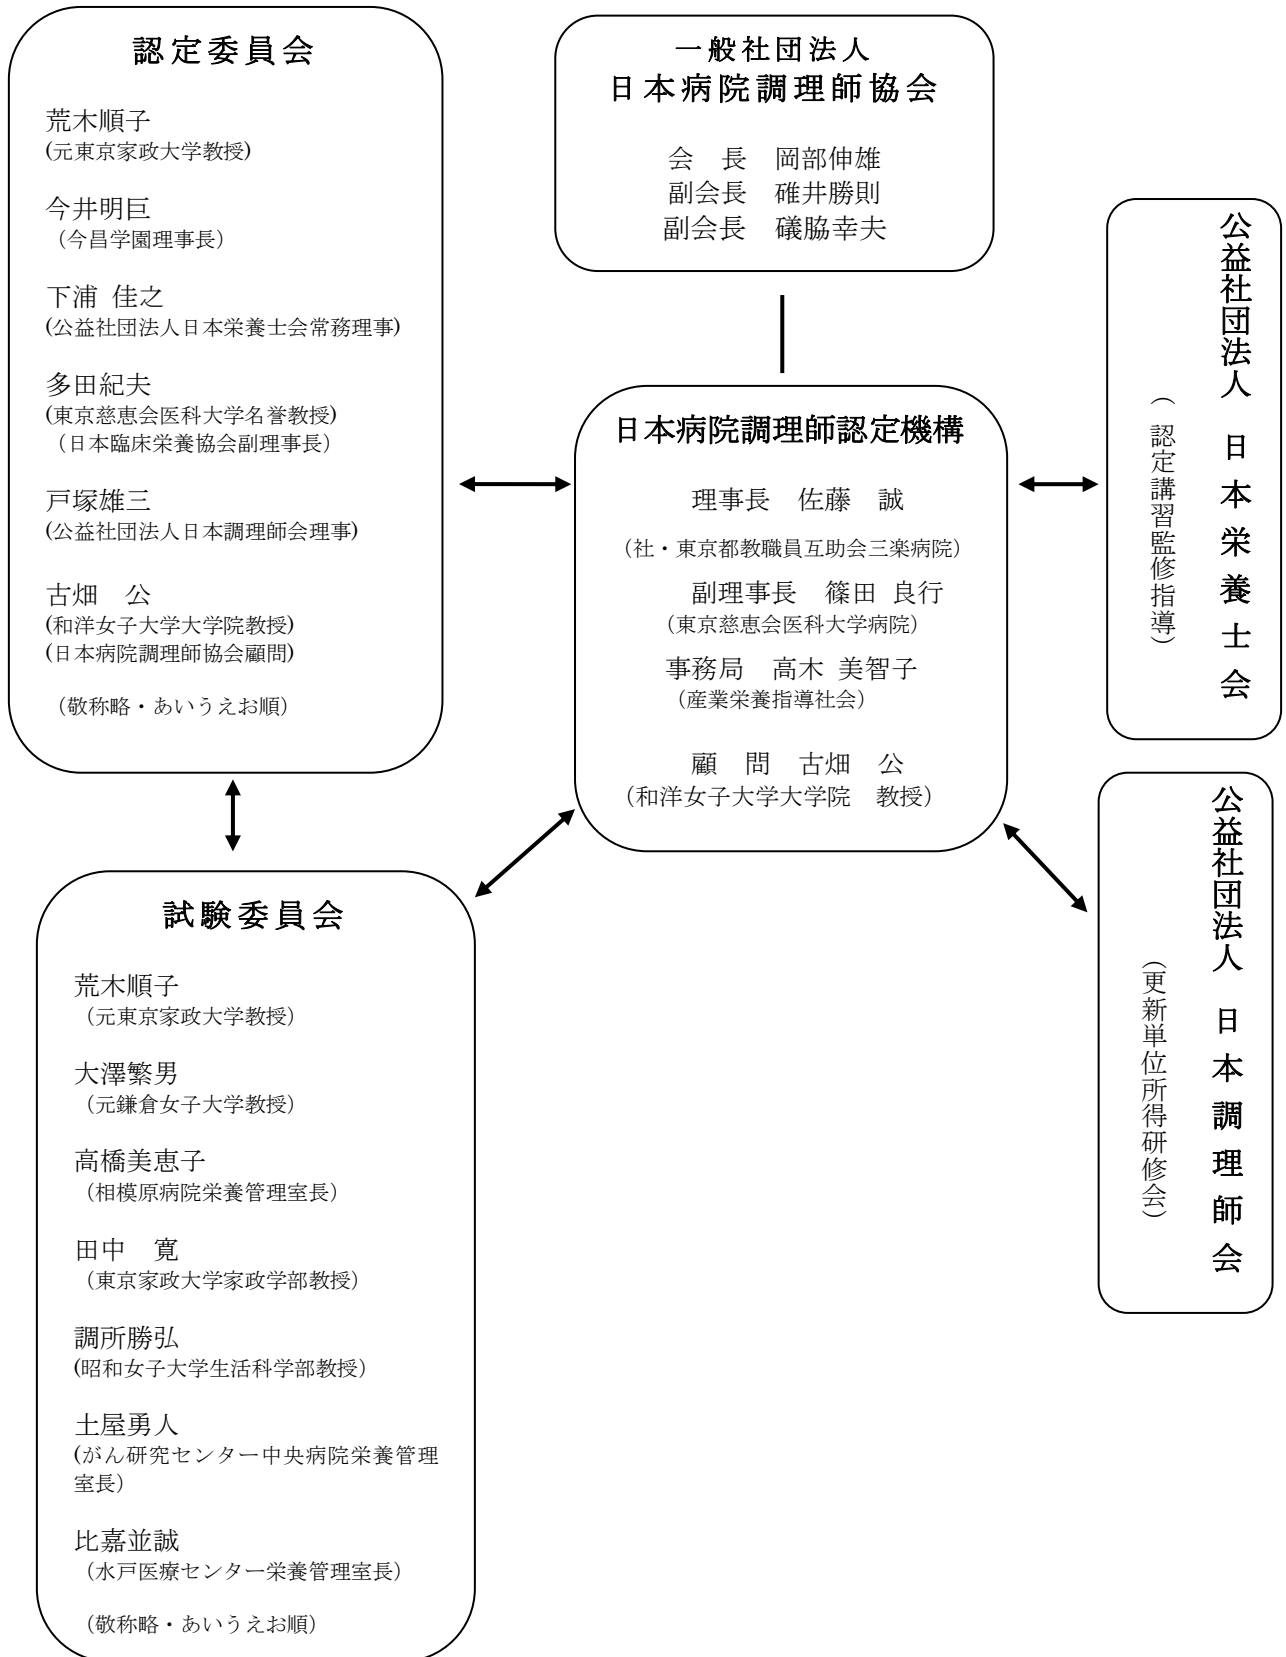 認定委員会
荒木順子
(元東京家政大学教授)
今井明巨
（今昌学園理事長）
下浦 佳之
(公益社団法人日本栄養士会常務理事)
多田紀夫
(東京慈恵会医科大学名誉教授)
（日本臨床栄養協会副理事長）
戸塚雄三
(公益社団法人日本調理師会理事)
古畑　公
(和洋女子大学大学院教授)
(日本病院調理師協会顧問)
（敬称略・あいうえお順）
一般社団法人
日本病院調理師協会
会　長　岡部伸雄
副会長　碓井勝則
副会長　礒脇幸夫
日本病院調理師認定機構
理事長　佐藤　誠
（社・東京都教職員互助会三楽病院）
副理事長　篠田 良行
（東京慈恵会医科大学病院）
事務局　高木 美智子
（産業栄養指導社会）
顧　問　古畑　公
（和洋女子大学大学院　教授）
公益社団法人 日本栄養士会
（ 認定講習監修指導）
公益社団法人 日本調理師会
（更新単位所得研修会）
試験委員会
荒木順子
（元東京家政大学教授）
大澤繁男
（元鎌倉女子大学教授）
高橋美恵子
（相模原病院栄養管理室長）
田中　寛
（東京家政大学家政学部教授）
調所勝弘
(昭和女子大学生活科学部教授）
土屋勇人
(がん研究センター中央病院栄養管理
室長）
比嘉並誠
（水戸医療センター栄養管理室長）
（敬称略・あいうえお順）